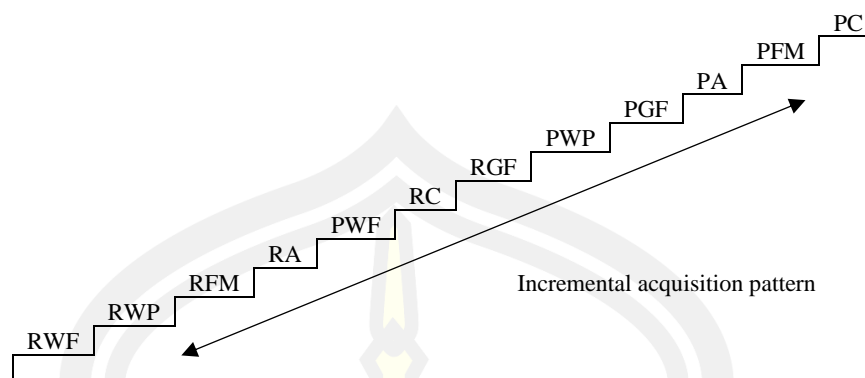 PC
PFM
PA
PGF
PWP
RGF
RC
PWF
RA
RFM
Incremental acquisition pattern
RWP
RWF